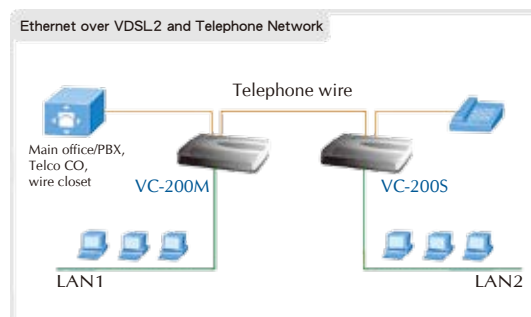 Ethernet over VDSL2 and Telephone Network
Telephone wire
Main office/PBX,
Telco CO,
wire closet
VC-200M
VC-200S
LAN1
LAN2